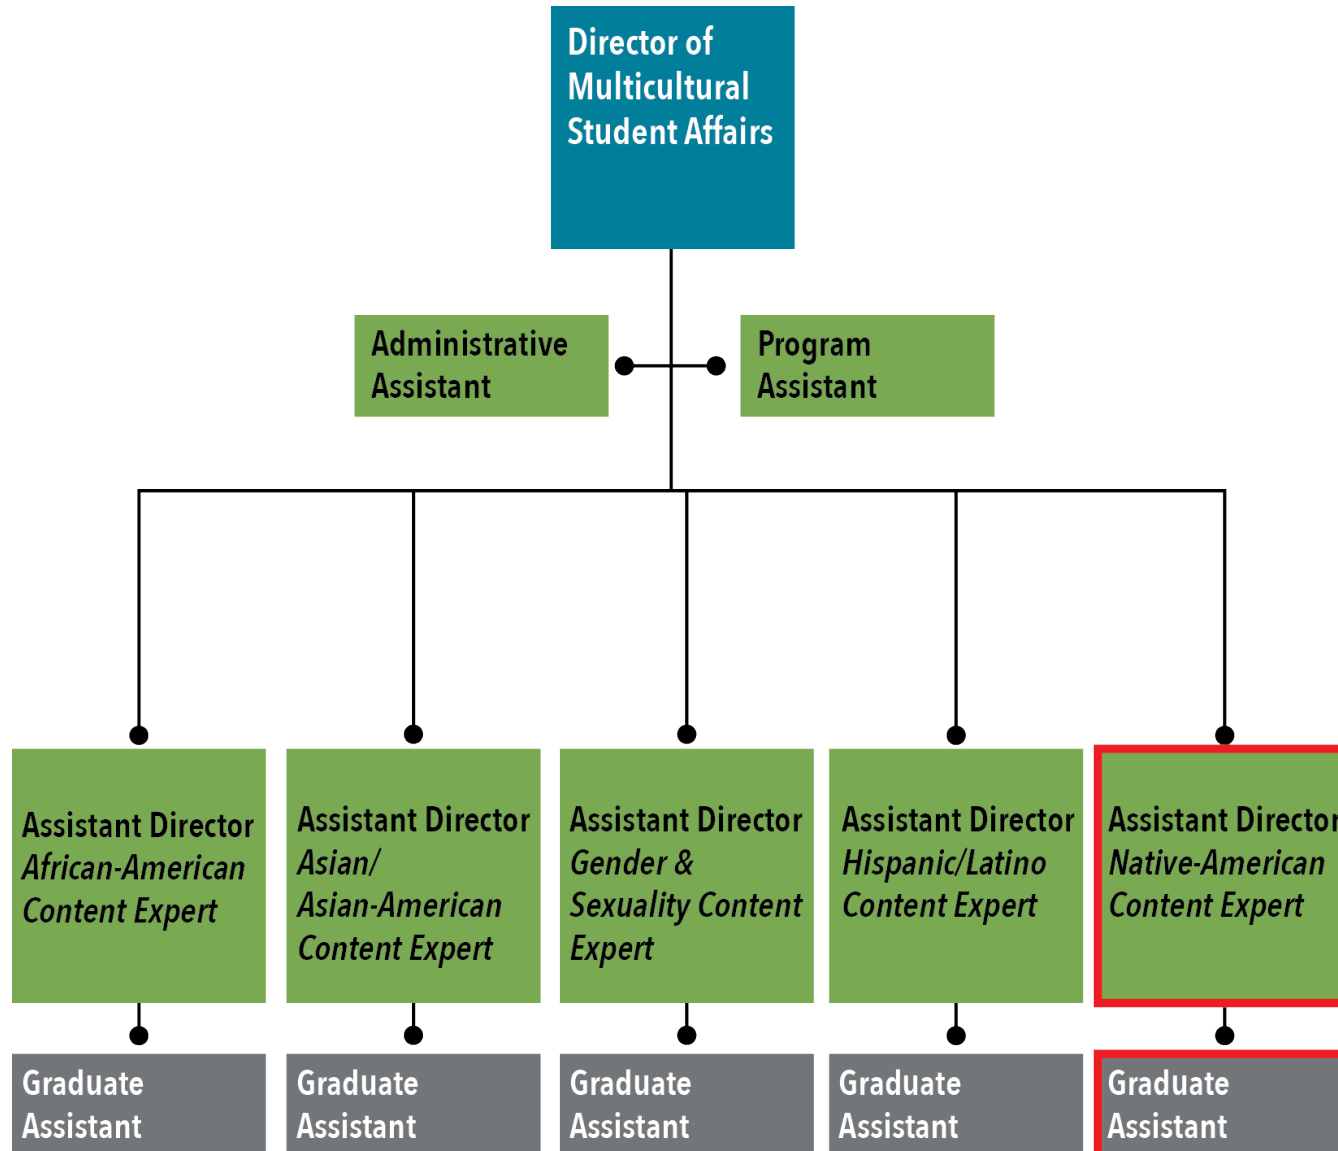 Director of
Multicultural
Student Affairs
Administrative
Assistant
Program
Assistant
Assistant Director
African-American
Content Expert
Assistant Director
Asian/
Asian-American
Content Expert
Assistant Director
Gender &
Sexuality Content
Expert
Assistant Director
Hispanic/Latino
Content Expert
Assistant Director
Native-American
Content Expert
Graduate
Assistant
Graduate
Assistant
Graduate
Assistant
Graduate
Assistant
Graduate
Assistant